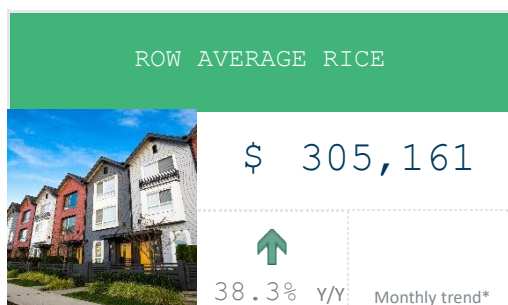 ROW AVERAGE RICE
$ 305,161
38.3% Y/Y
Monthly trend*